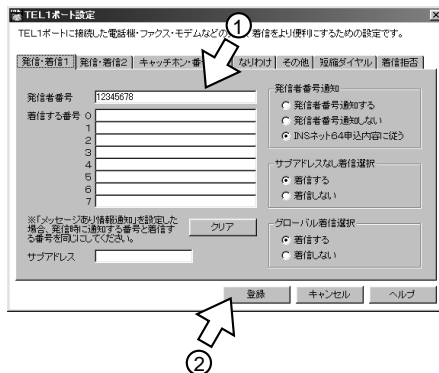 TEL1ポート設定
①
TEL1ポートに接続した電話機・ファクス・モデムなどの 着信をより便利にするための設定です。
発信・着信1 発信・着信2 キャッチホン・番 なりわけ その他 短縮ダイヤル 着信拒否
発信者番号 12345678
着信する番号 0
1
2
3
4
5
6
7
※「メッセージあり情報通知」を設定した
場合、発信時に通知する番号と着信す
る番号を同じにしてください。
クリア
サブアドレス
発信者番号通知
発信者番号通知する
発信者番号通知しない
INSネット64申込内容に従う
サブアドレスなし着信選択
着信する
着信しない
グローバル着信選択
着信する
着信しない
登録 キャンセル ヘルプ
②